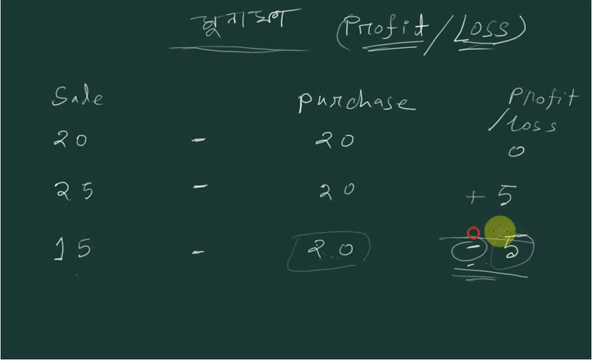 মুনাফা (Profit/Loss)
Sale purchase Profit
/loss
20 - 20 0
25 - 20 +5
15 - 20 -5